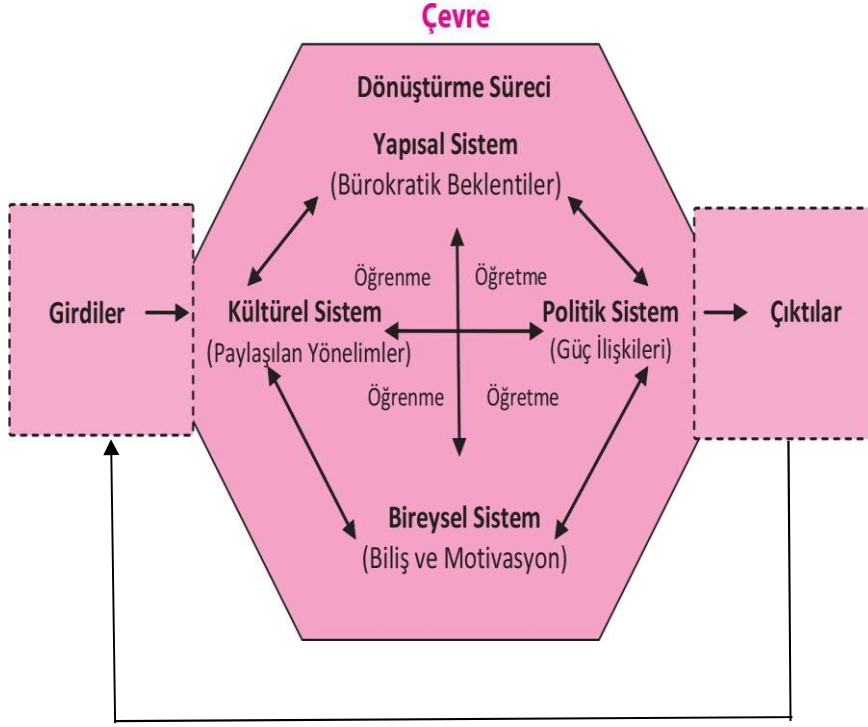 Çevre
Dönüştürme Süreci
Yapısal Sistem
(Bürokratik Beklentiler)
Öğrenme Öğretme
Girdiler
Kültürel Sistem
(Paylaşılan Yönelimler)
Politik Sistem
(Güç İlişkileri)
Çıktılar
Öğrenme Öğretme
Bireysel Sistem
(Biliş ve Motivasyon)